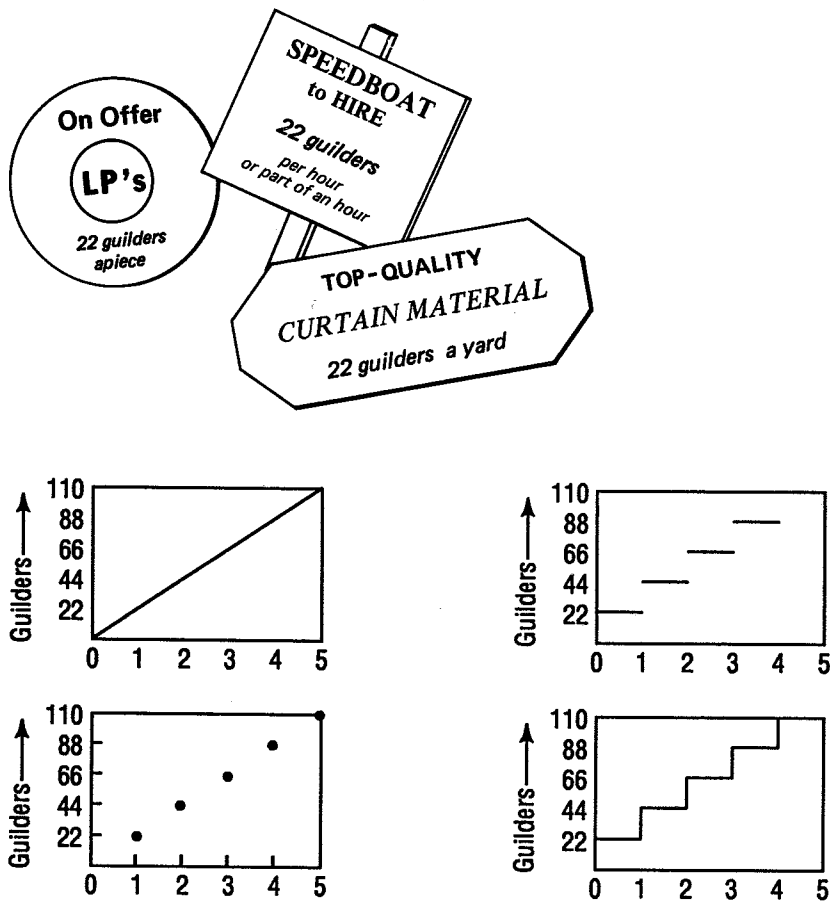 On Offer
LP's
22 guilders
apiece
SPEEDBOAT
to HIRE
22 guilders
per hour
or part of an hour
TOP-QUALITY
CURTAIN MATERIAL
22 guilders a yard
110
88
66
44
22
Guilders
0 1 2 3 4 5
110
88
66
44
22
Guilders
0 1 2 3 4 5
110
88
66
44
22
Guilders
0 1 2 3 4 5
110
88
66
44
22
Guilders
0 1 2 3 4 5